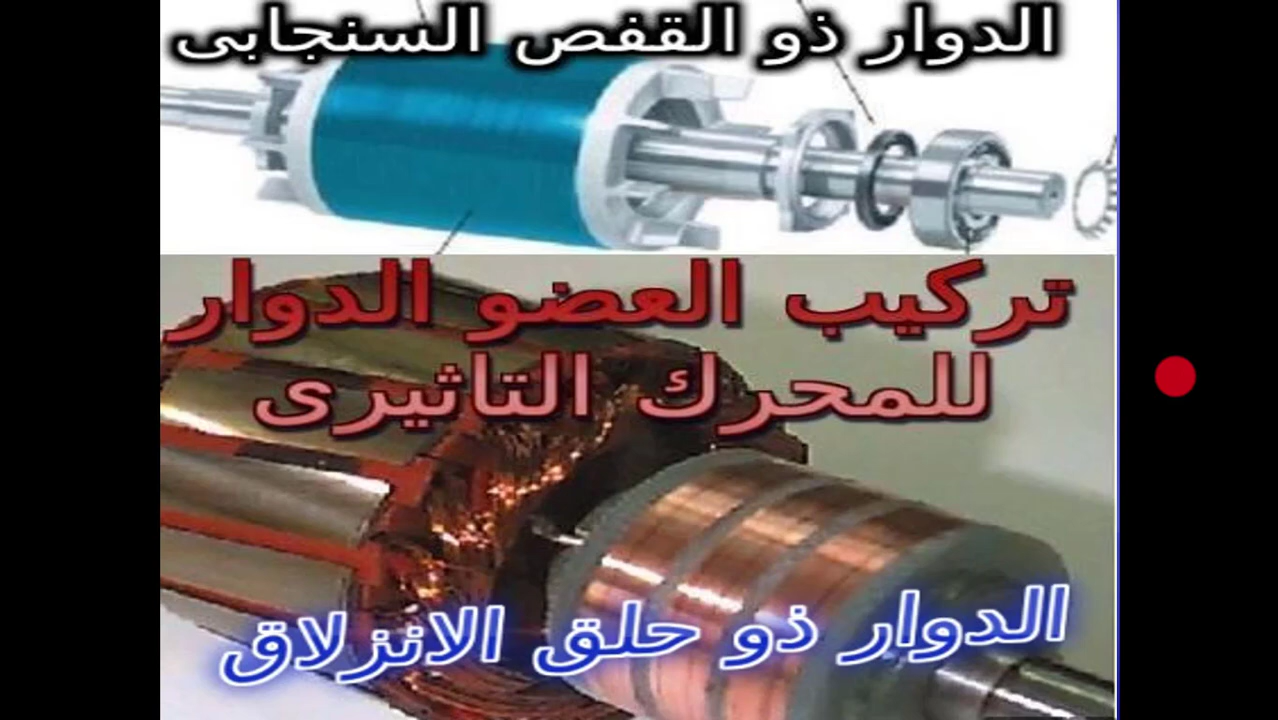 الدوار ذو القفص السنجابى
تركيب العضو الدوار
للمحرك التاثيرى
الدوار ذو حلق الانزلاق